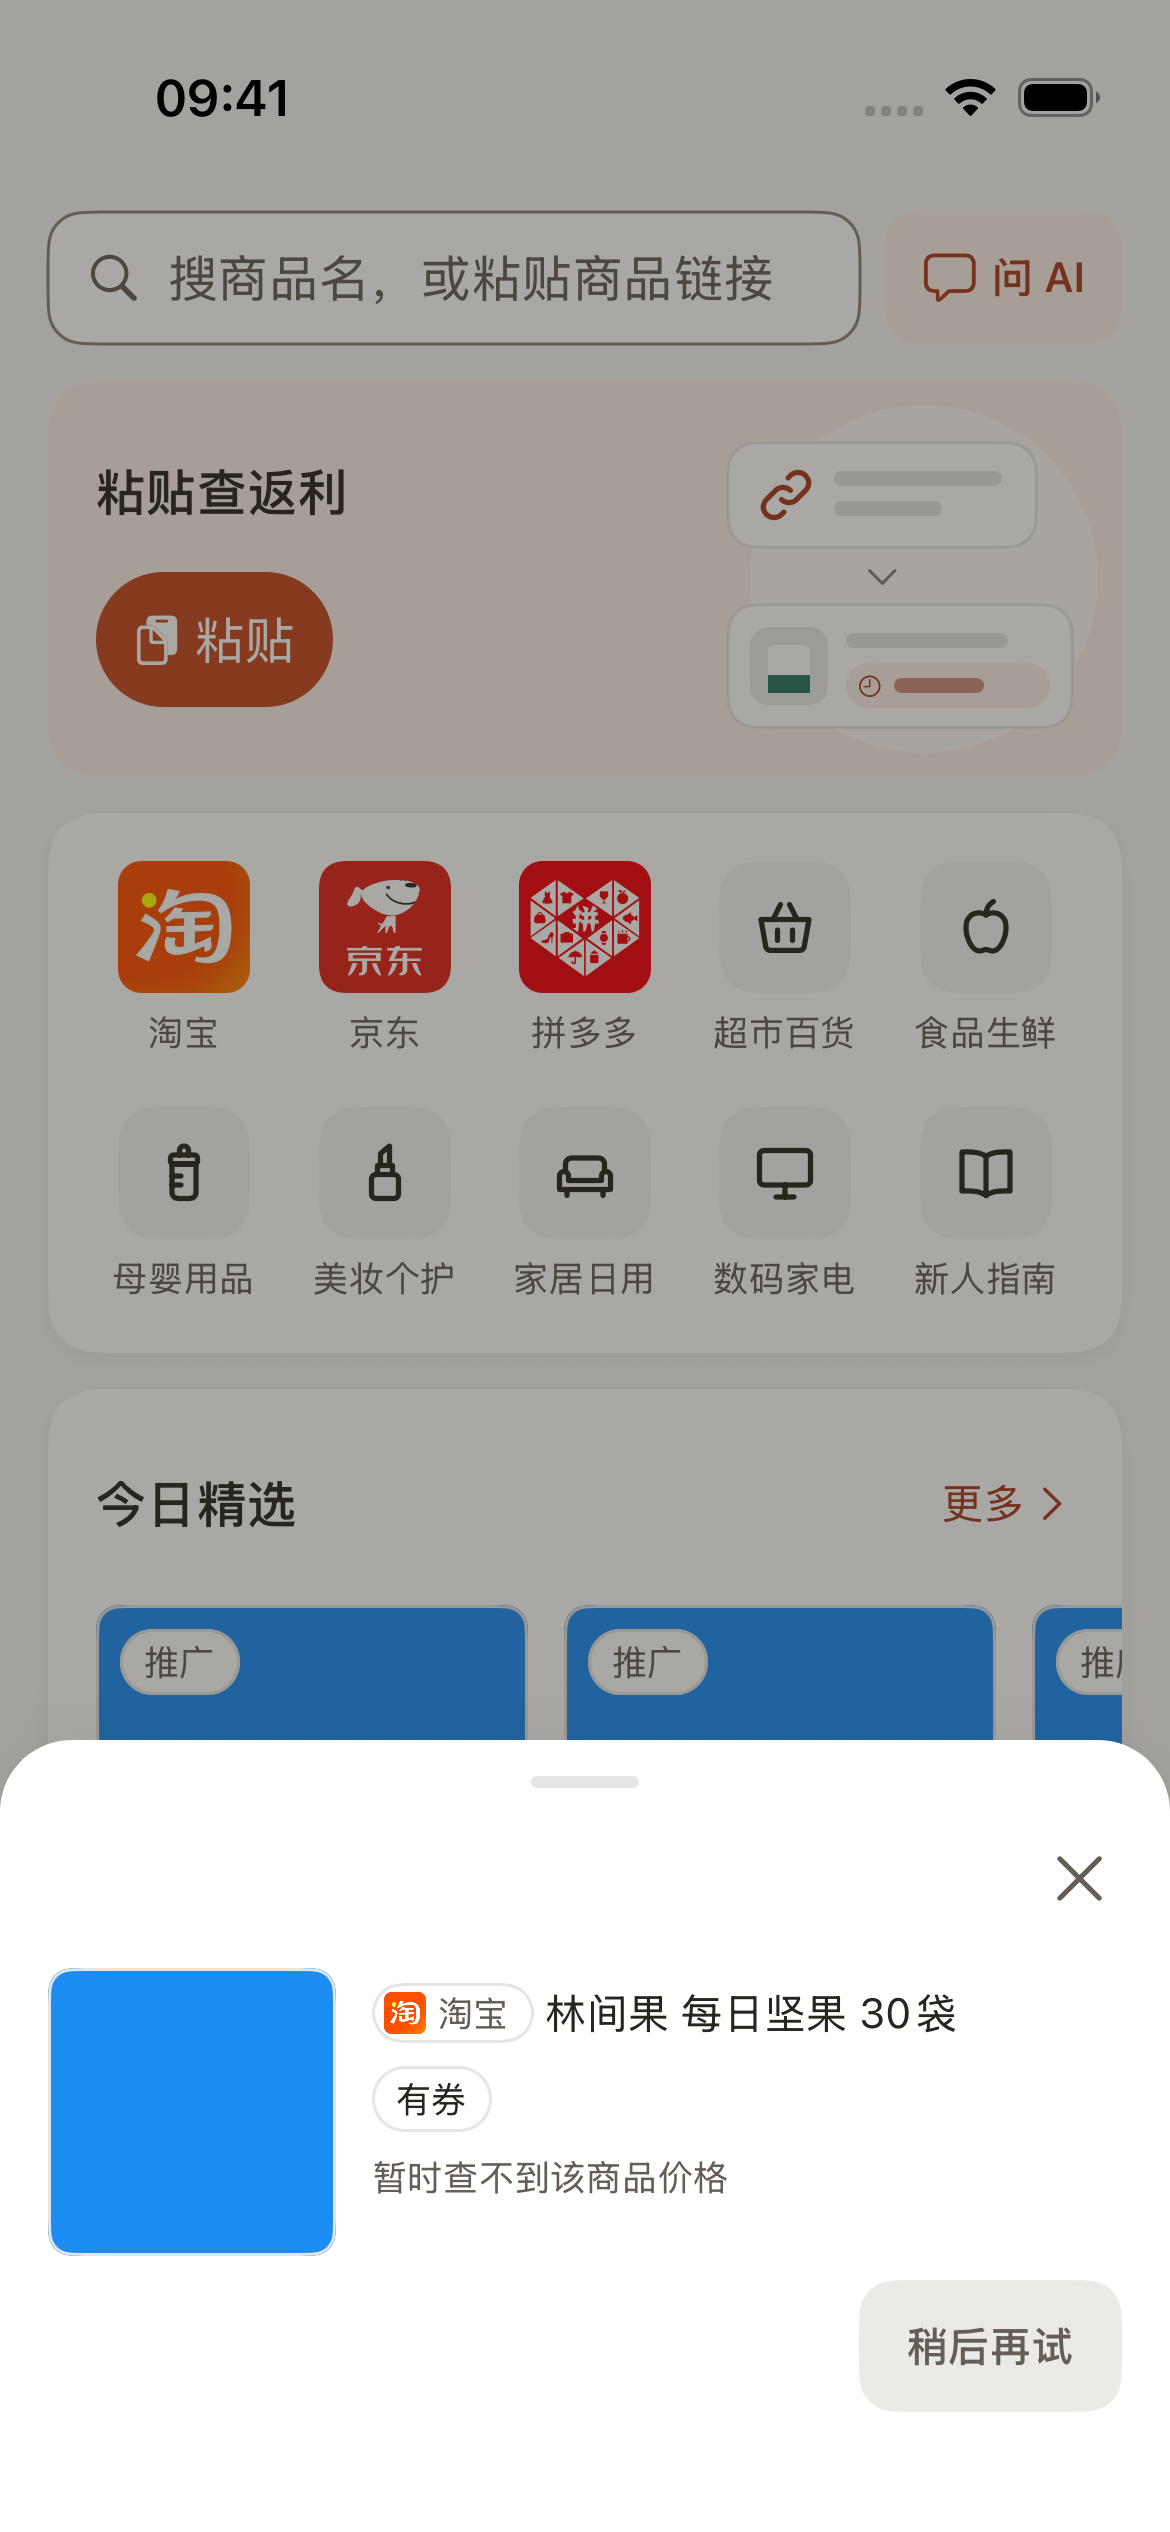 09:41
搜商品名，或粘贴商品链接
问 AI
粘贴查返利
粘贴
淘
京东
拼
淘宝
京东
拼多多
超市百货
食品生鲜
母婴用品
美妆个护
家居日用
数码家电
新人指南
今日精选
更多
推广
推广
推广
淘 淘宝 林间果 每日坚果 30袋
有券
暂时查不到该商品价格
稍后再试